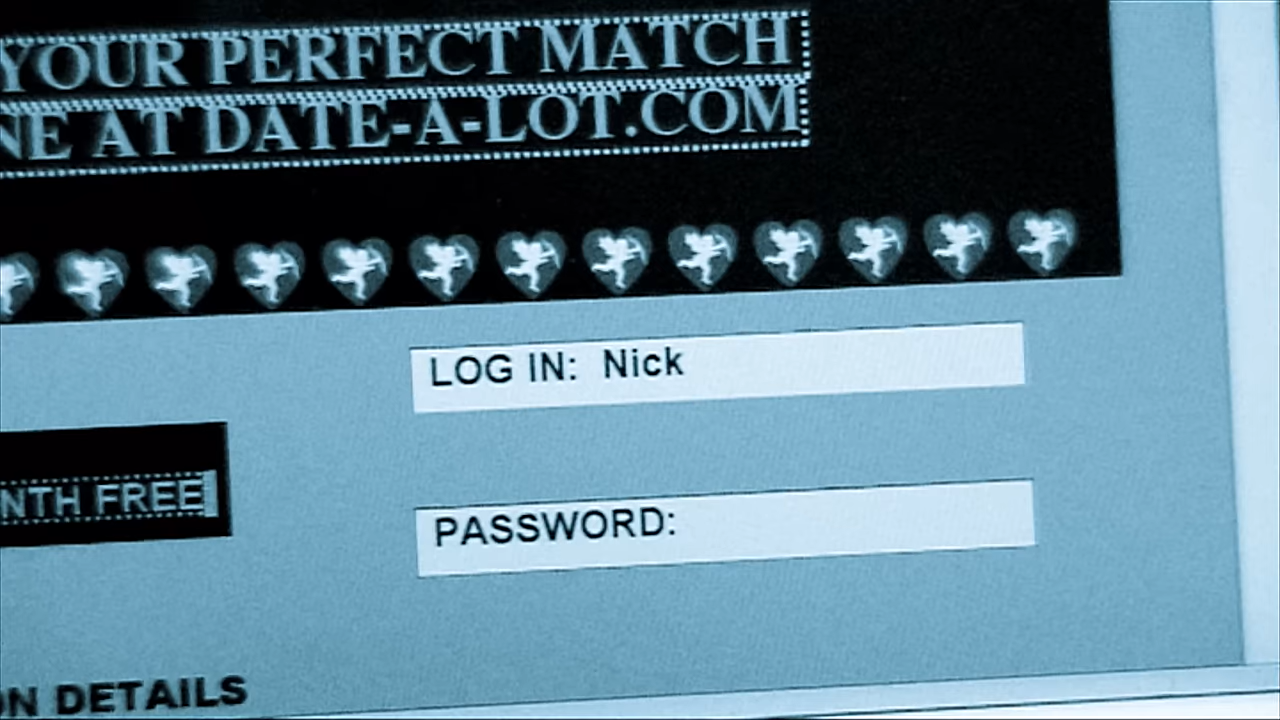 YOUR PERFECT MATCH
NE AT DATE-A-LOT.COM
LOG IN: Nick
NTH FREE
PASSWORD:
ON DETAILS